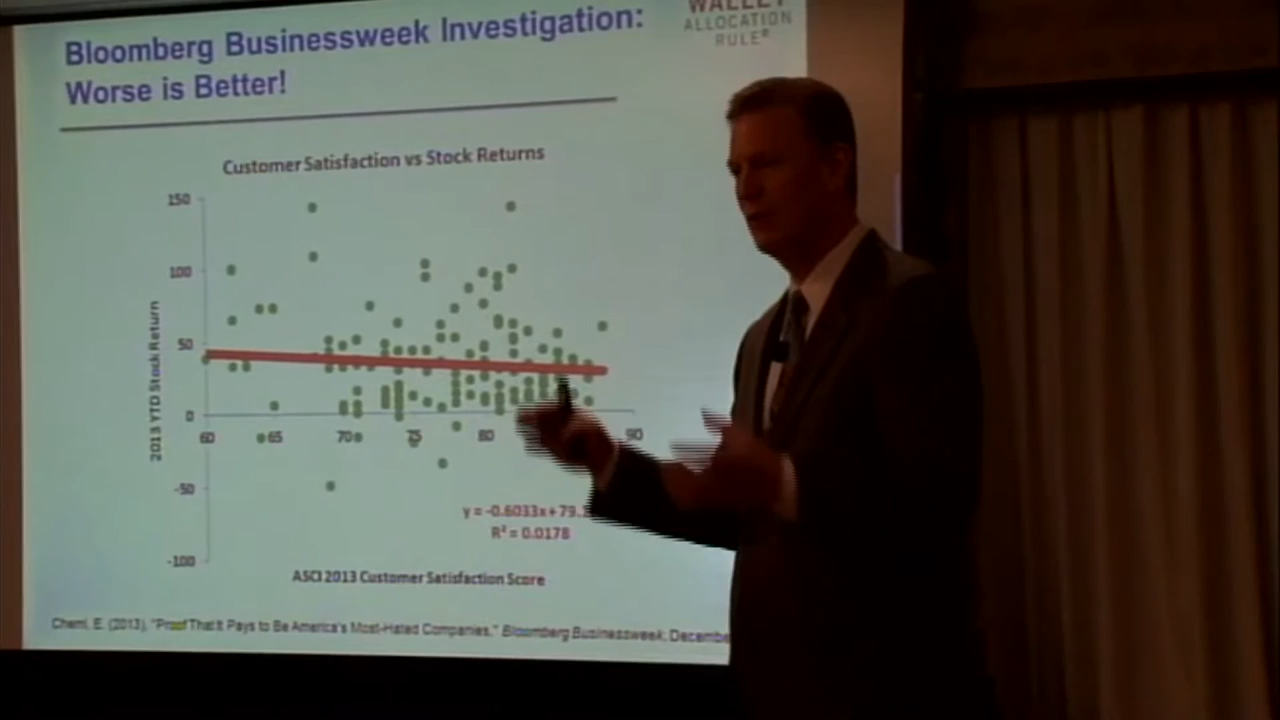 Bloomberg Businessweek Investigation:
Worse is Better!
WALLET
ALLOCATION
RULE®
Customer Satisfaction vs Stock Returns
150
100
50
0
-50
-100
2013 YTD Stock Return
60
65
70
75
80
90
y = -0.6033x + 79.
R² = 0.0178
ASCI 2013 Customer Satisfaction Score
E. (2013), "Proof That It Pays to Be America's Most-Hated Companies," Bloomberg Businessweek, Decembe